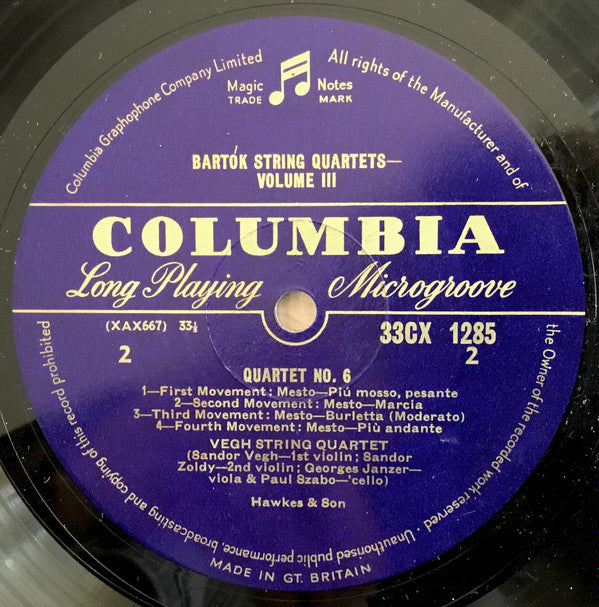 Columbia Graphophone Company Limited
All rights of the Manufacturer and of
the Owner of the recorded work reserved · Unauthorised public performance, broadcasting and copying of this record prohibited
Magic Notes
TRADE MARK
BARTÓK STRING QUARTETS—
VOLUME III
COLUMBIA
Long Playing Microgroove
(XAX667) 33⅓
33CX 1285
2 2
QUARTET NO. 6
1—First Movement: Mesto—Più mosso, pesante
2—Second Movement: Mesto—Marcia
3—Third Movement: Mesto—Burletta (Moderato)
4—Fourth Movement: Mesto—Più andante
VEGH STRING QUARTET
(Sandor Vegh—1st violin; Sandor
Zoldy—2nd violin; Georges Janzer—
viola & Paul Szabo—'cello)
Hawkes & Son
MADE IN GT. BRITAIN